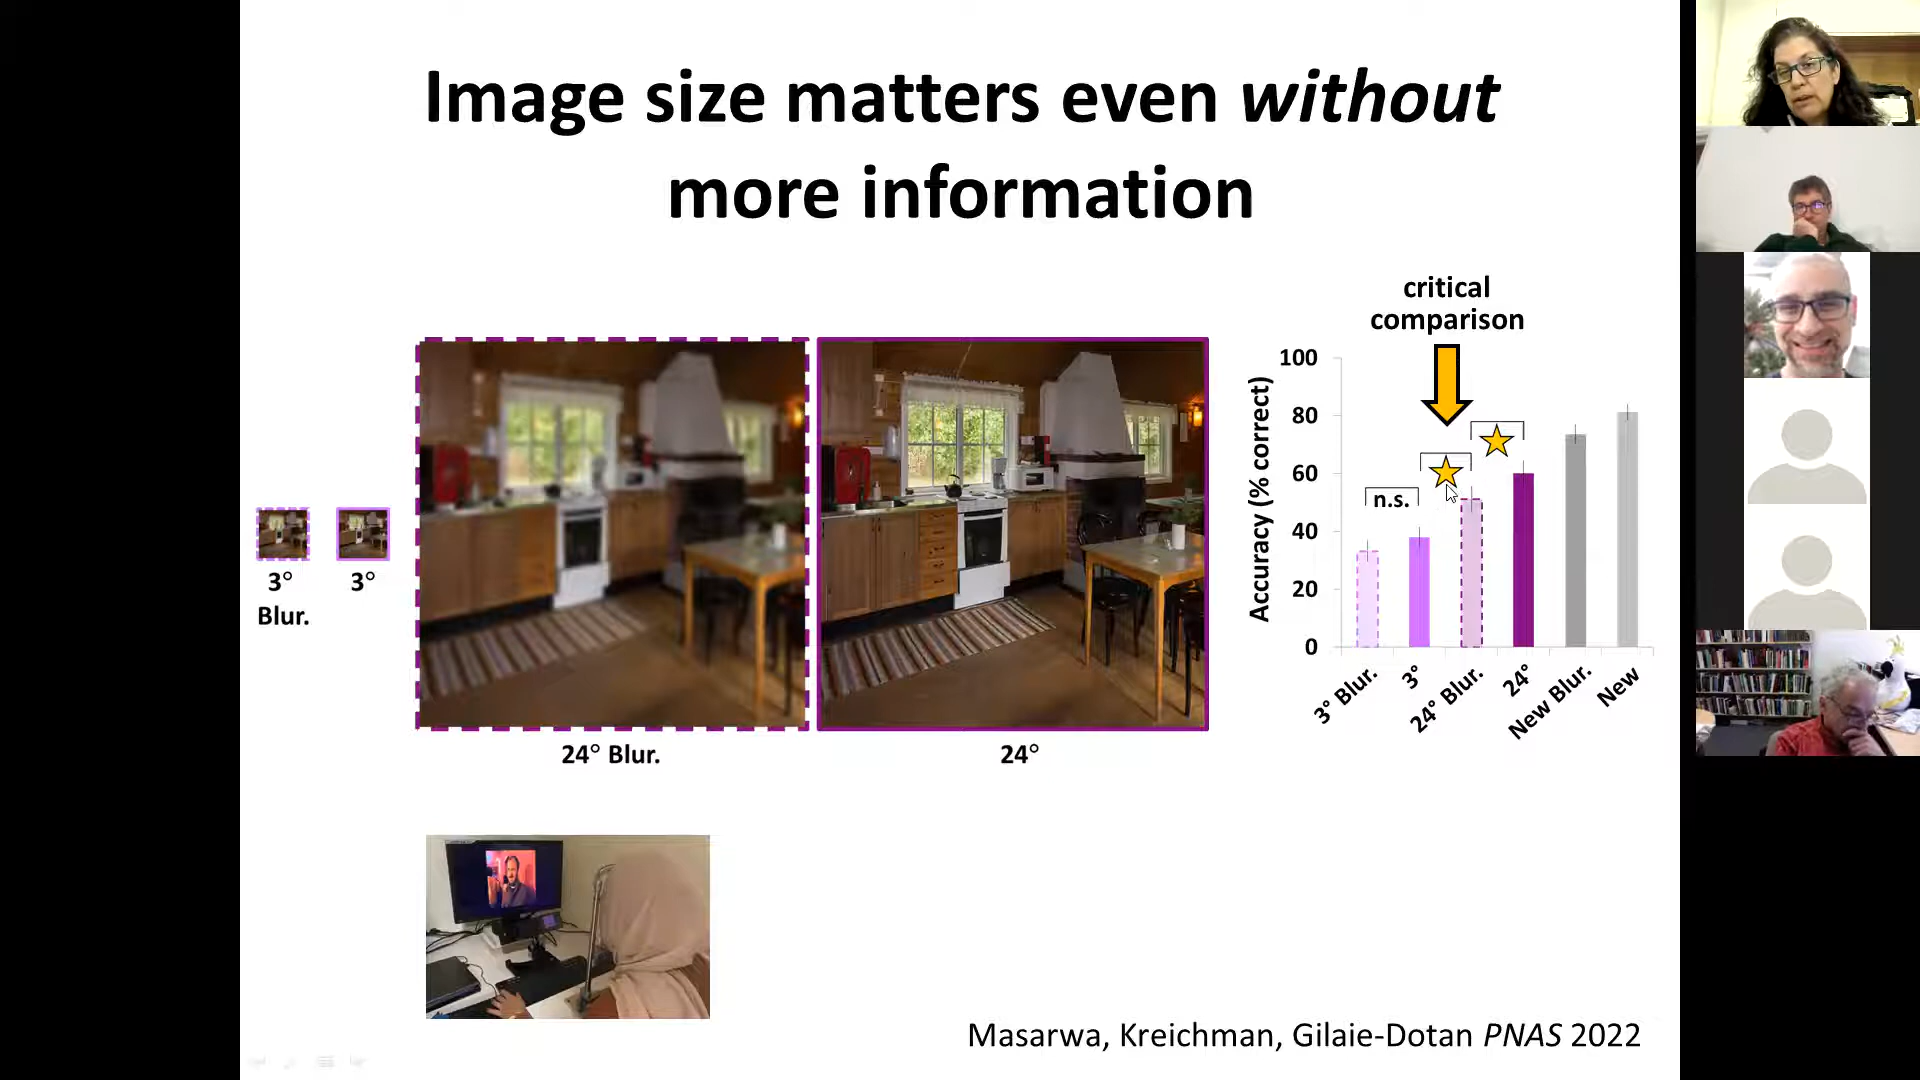 Image size matters even without
more information
critical
comparison
3°
Blur.
3°
24° Blur.
24°
Accuracy (% correct)
100
80
60
40
20
0
n.s.
3° Blur.
3°
24° Blur.
24°
New Blur.
New
Masarwa, Kreichman, Gilaie-Dotan PNAS 2022